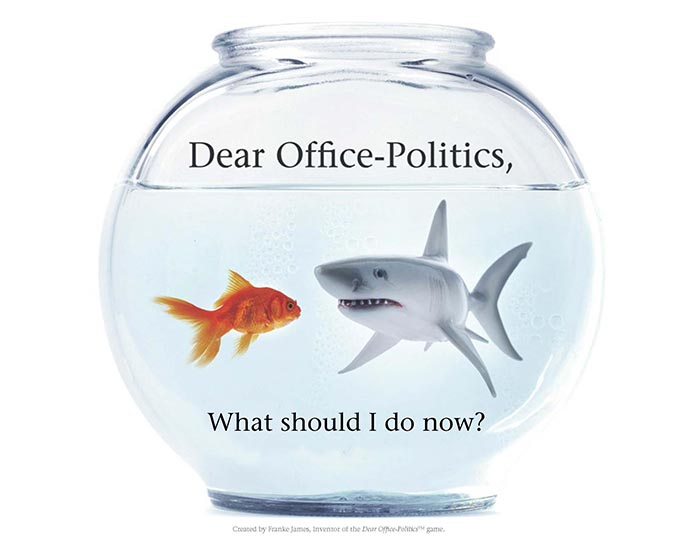 Dear Office-Politics,
What should I do now?
Created by Franke James, Inventor of the Dear Office-Politics™ game.